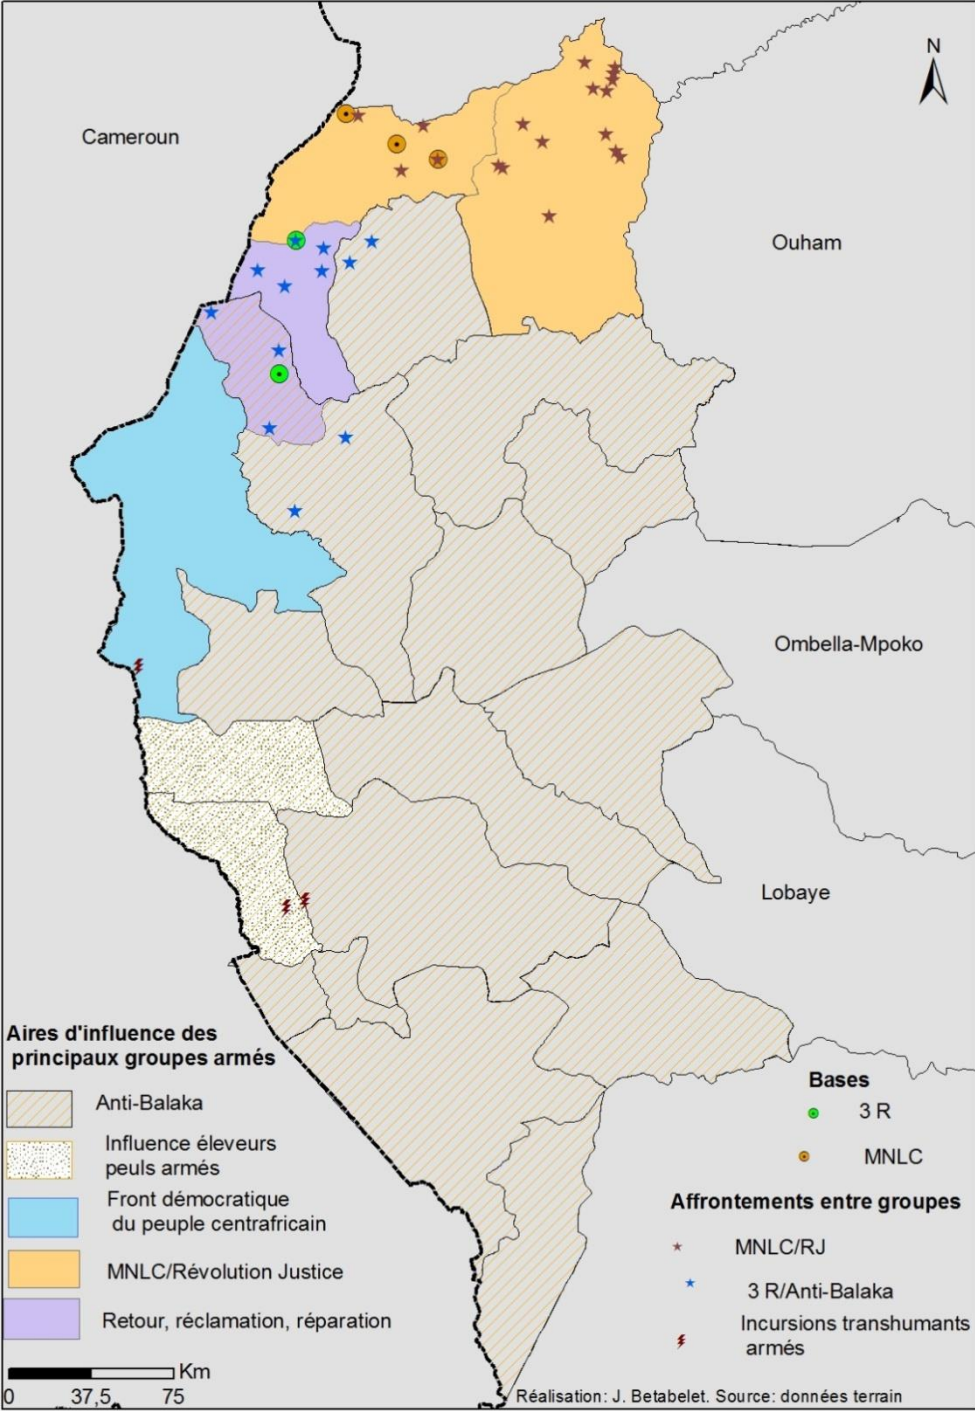 N
Cameroun
Ouham
Ombella-Mpoko
Lobaye
Aires d'influence des
principaux groupes armés
Anti-Balaka
Influence éleveurs
peuls armés
Front démocratique
du peuple centrafricain
MNLC/Révolution Justice
Retour, réclamation, réparation
Km
0 37,5 75
Bases
3 R
MNLC
Affrontements entre groupes
MNLC/RJ
3 R/Anti-Balaka
Incursions transhumants
armés
Réalisation: J. Betabelet. Source: données terrain